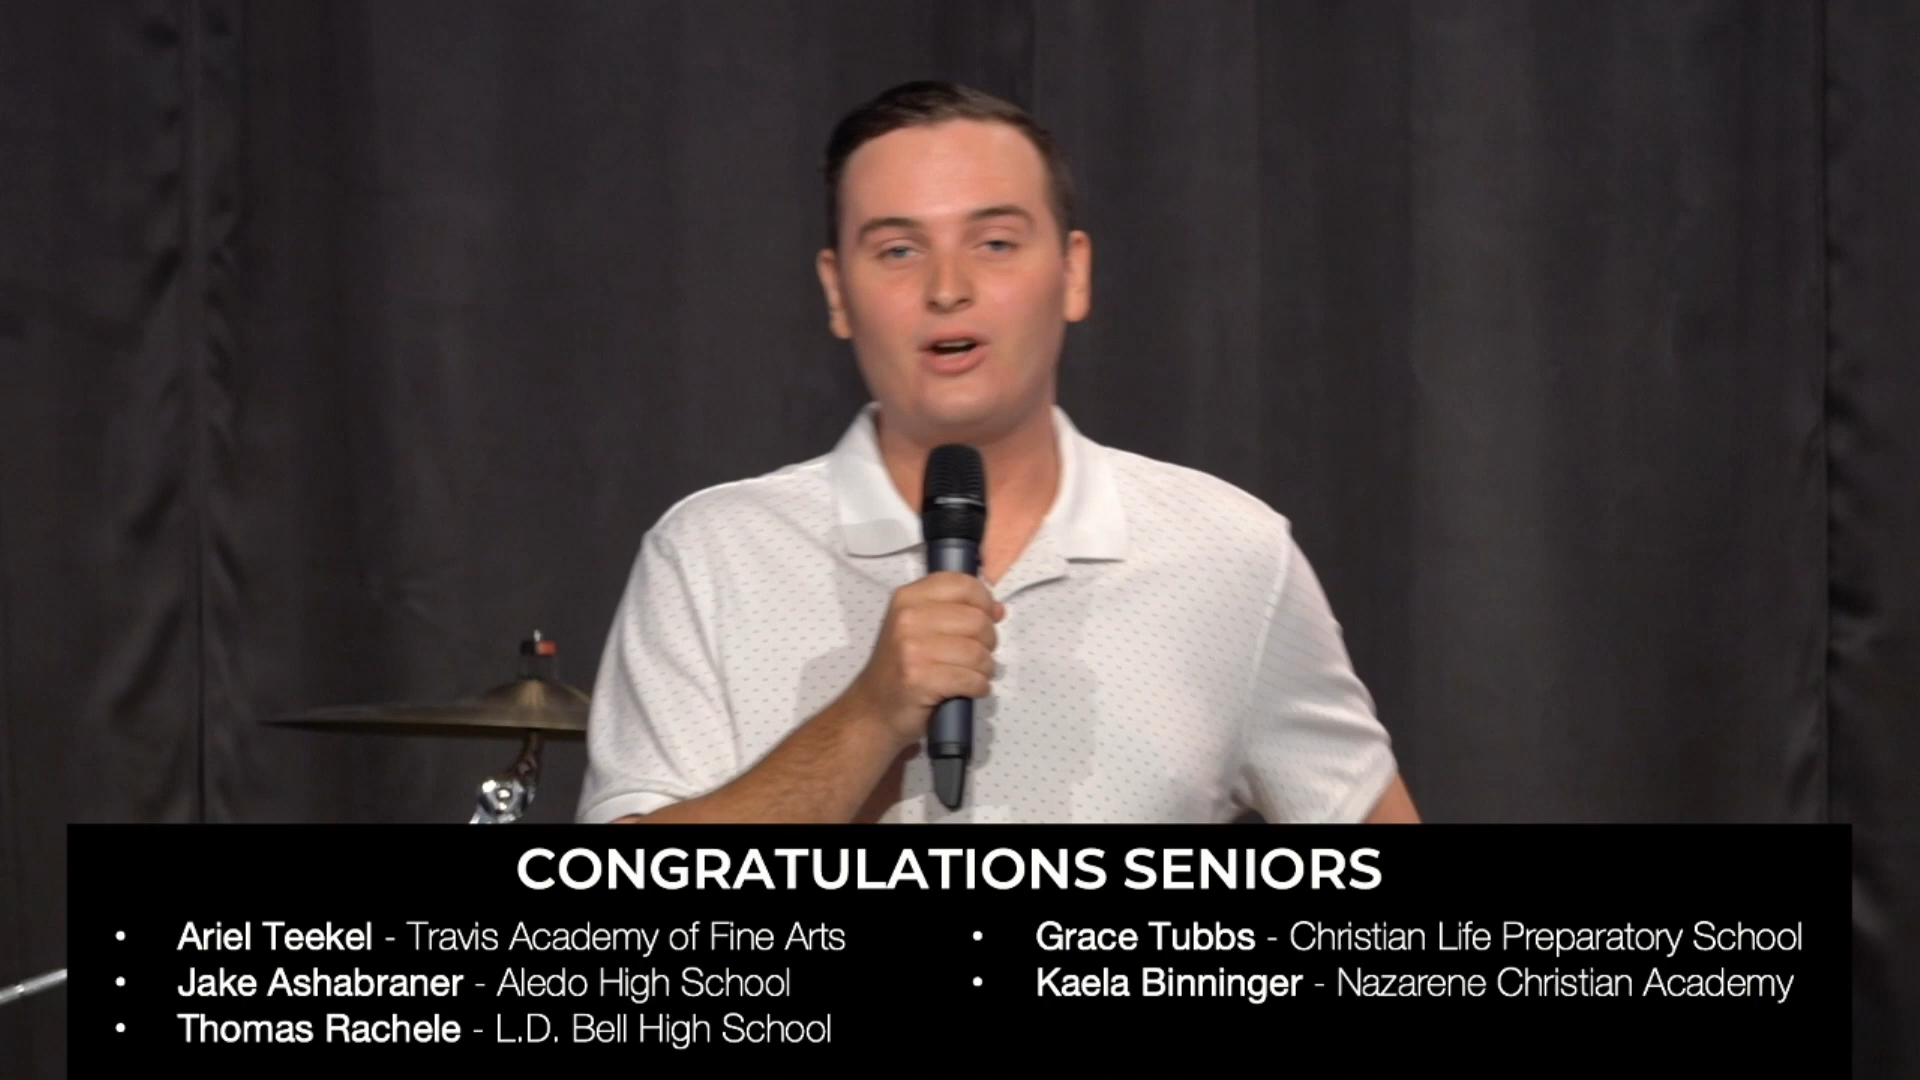 CONGRATULATIONS SENIORS
• Ariel Teekel - Travis Academy of Fine Arts
• Jake Ashabraner - Aledo High School
• Thomas Rachele - L.D. Bell High School
• Grace Tubbs - Christian Life Preparatory School
• Kaela Binninger - Nazarene Christian Academy